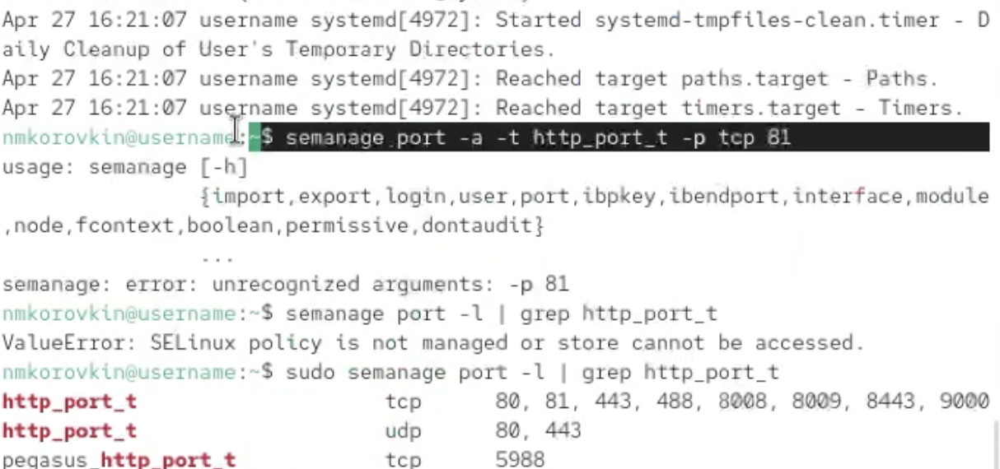 Apr 27 16:21:07 username systemd[4972]: Started systemd-tmpfiles-clean.timer - D
aily Cleanup of User's Temporary Directories.
Apr 27 16:21:07 username systemd[4972]: Reached target paths.target - Paths.
Apr 27 16:21:07 username systemd[4972]: Reached target timers.target - Timers.
nmkorovkin@username:~$ semanage port -a -t http_port_t -p tcp 81
usage: semanage [-h]
{import,export,login,user,port,ibpkey,ibendport,interface,module
,node,fcontext,boolean,permissive,dontaudit}
...
semanage: error: unrecognized arguments: -p 81
nmkorovkin@username:~$ semanage port -l | grep http_port_t
ValueError: SELinux policy is not managed or store cannot be accessed.
nmkorovkin@username:~$ sudo semanage port -l | grep http_port_t
http_port_t tcp 80, 81, 443, 488, 8008, 8009, 8443, 9000
http_port_t udp 80, 443
pegasus_http_port_t tcp 5988